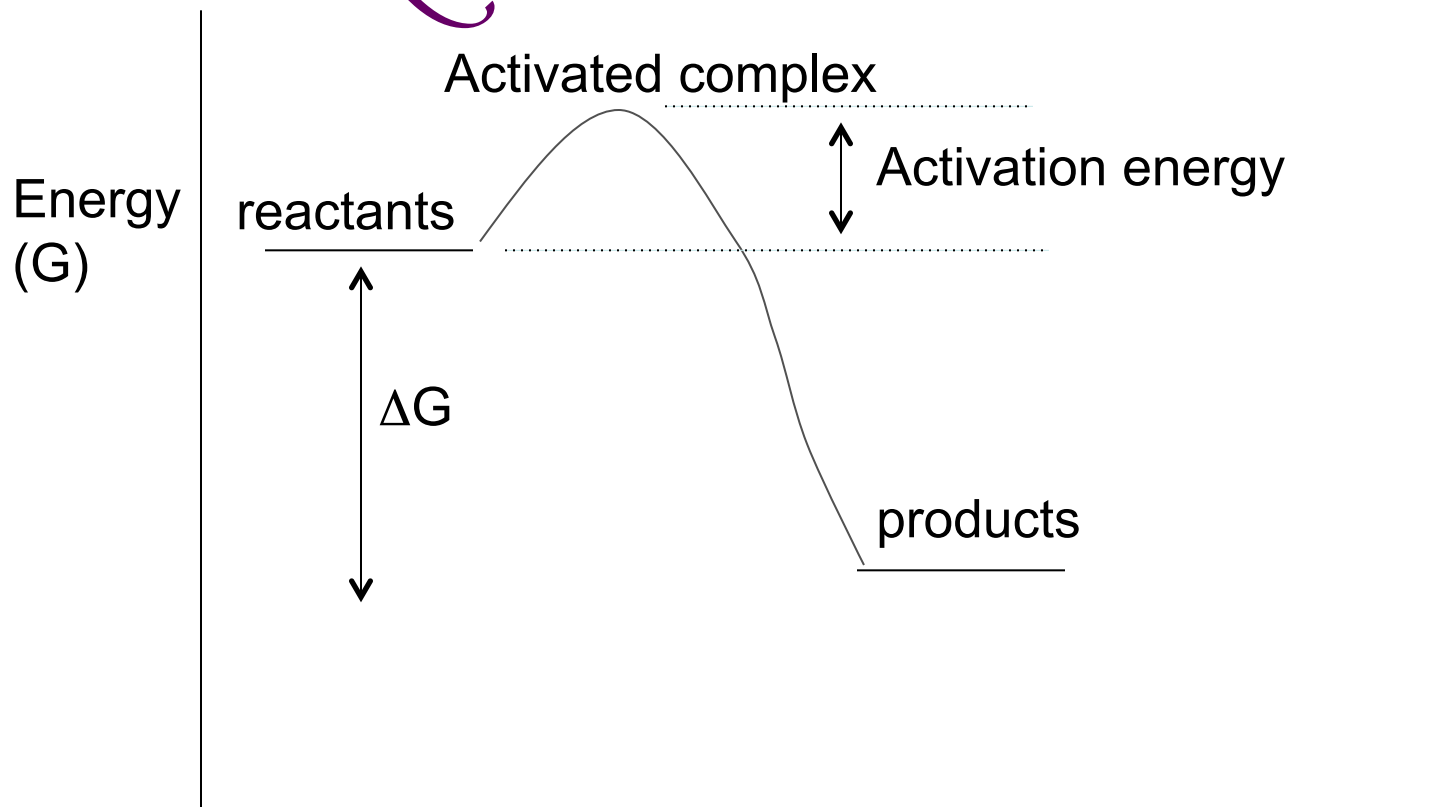 Activated complex
Activation energy
Energy
(G)
reactants
ΔG
products